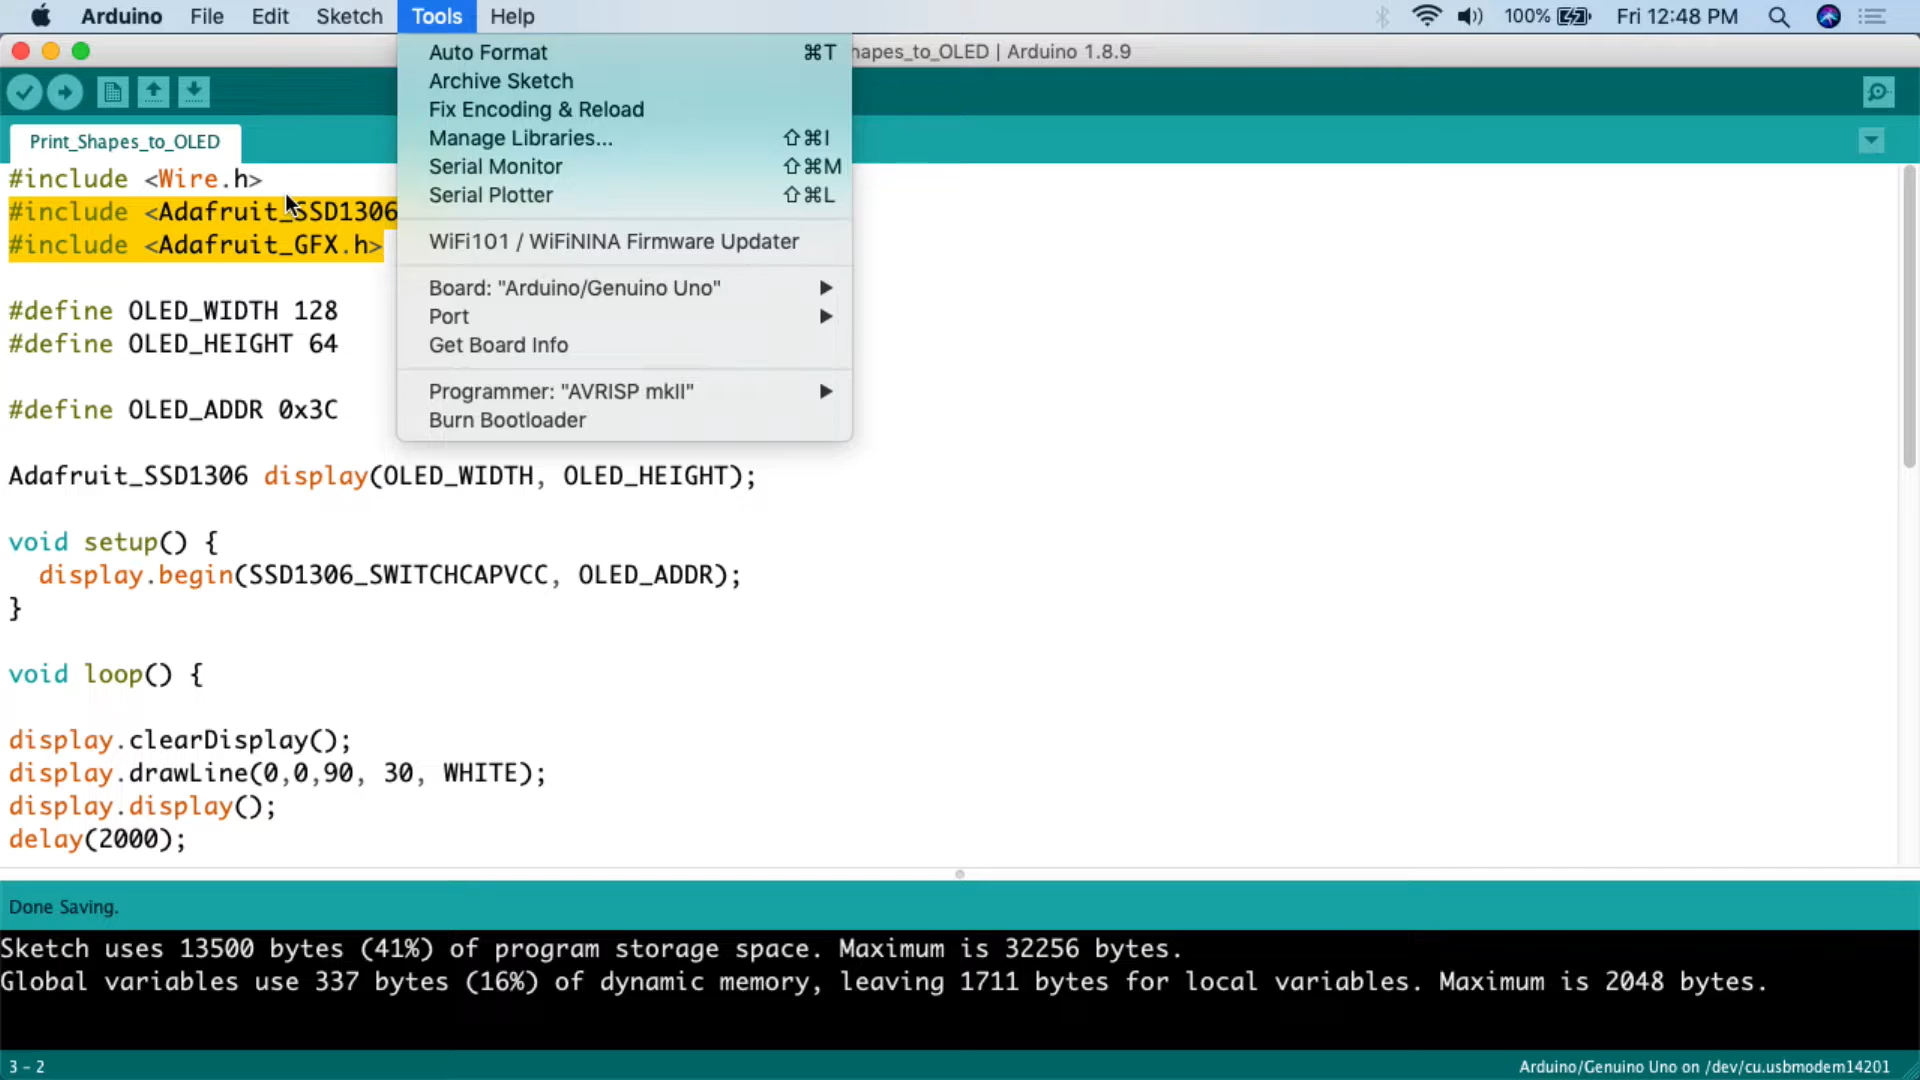 Arduino File Edit Sketch Tools Help 100% Fri 12:48 PM
hapes_to_OLED | Arduino 1.8.9
Auto Format ⌘T
Archive Sketch
Fix Encoding & Reload
Manage Libraries... ⇧⌘I
Serial Monitor ⇧⌘M
Serial Plotter ⇧⌘L
WiFi101 / WiFiNINA Firmware Updater
Board: "Arduino/Genuino Uno"
Port
Get Board Info
Programmer: "AVRISP mkII"
Burn Bootloader
Print_Shapes_to_OLED
#include <Wire.h>
#include <Adafruit_SSD1306
#include <Adafruit_GFX.h>
#define OLED_WIDTH 128
#define OLED_HEIGHT 64
#define OLED_ADDR 0x3C
Adafruit_SSD1306 display(OLED_WIDTH, OLED_HEIGHT);
void setup() {
display.begin(SSD1306_SWITCHCAPVCC, OLED_ADDR);
}
void loop() {
display.clearDisplay();
display.drawLine(0,0,90, 30, WHITE);
display.display();
delay(2000);
Done Saving.
Sketch uses 13500 bytes (41%) of program storage space. Maximum is 32256 bytes.
Global variables use 337 bytes (16%) of dynamic memory, leaving 1711 bytes for local variables. Maximum is 2048 bytes.
3 - 2
Arduino/Genuino Uno on /dev/cu.usbmodem14201